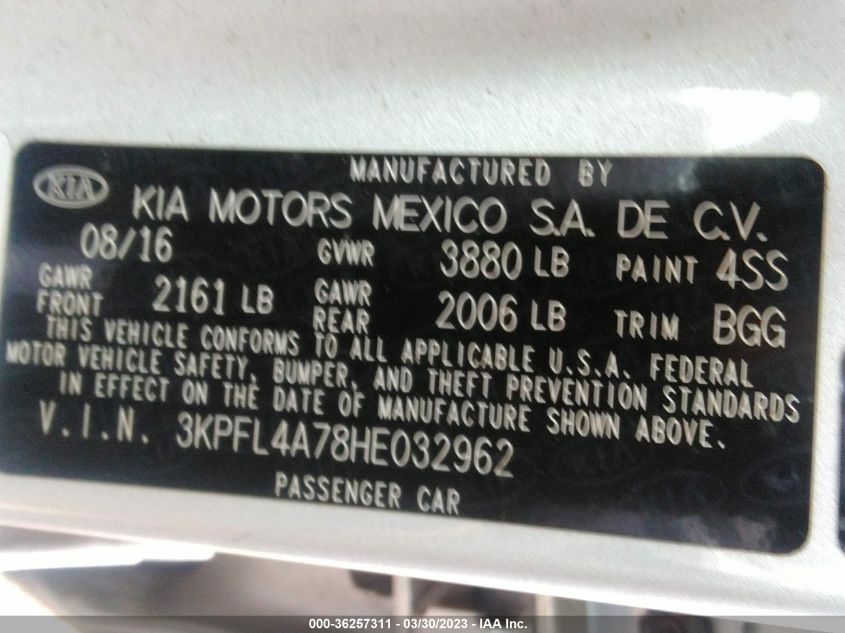 MANUFACTURED BY
KIA KIA MOTORS MEXICO S.A. DE C.V.
08/16 GVWR 3880 LB PAINT 4SS
GAWR FRONT 2161 LB GAWR REAR 2006 LB TRIM BGG
THIS VEHICLE CONFORMS TO ALL APPLICABLE U.S.A. FEDERAL
MOTOR VEHICLE SAFETY, BUMPER, AND THEFT PREVENTION STANDARDS
IN EFFECT ON THE DATE OF MANUFACTURE SHOWN ABOVE.
V.I.N. 3KPFL4A78HE032962
PASSENGER CAR
000-36257311 - 03/30/2023 - IAA Inc.